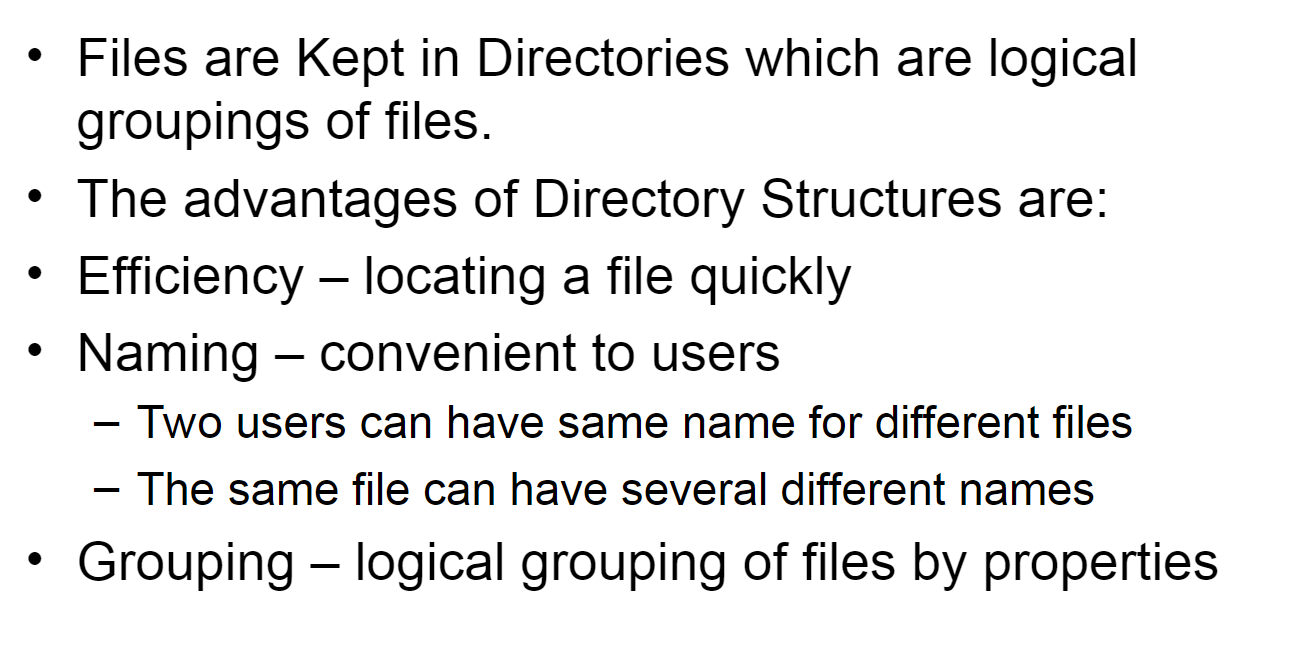 • Files are Kept in Directories which are logical
groupings of files.
• The advantages of Directory Structures are:
• Efficiency – locating a file quickly
• Naming – convenient to users
– Two users can have same name for different files
– The same file can have several different names
• Grouping – logical grouping of files by properties